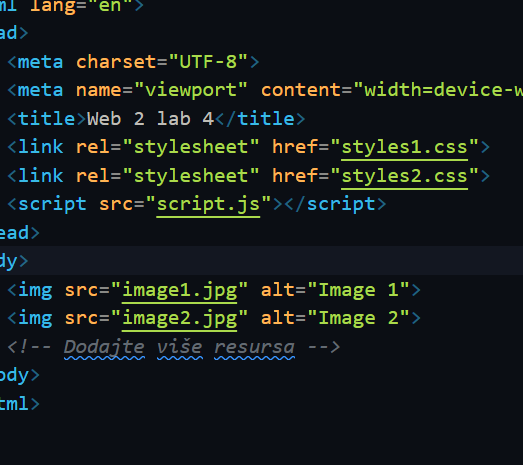 ml lang="en">
ad>
<meta charset="UTF-8">
<meta name="viewport" content="width=device-w
<title>Web 2 lab 4</title>
<link rel="stylesheet" href="styles1.css">
<link rel="stylesheet" href="styles2.css">
<script src="script.js"></script>
ead>
dy>
<img src="image1.jpg" alt="Image 1">
<img src="image2.jpg" alt="Image 2">
<!-- Dodajte više resursa -->
ody>
tml>